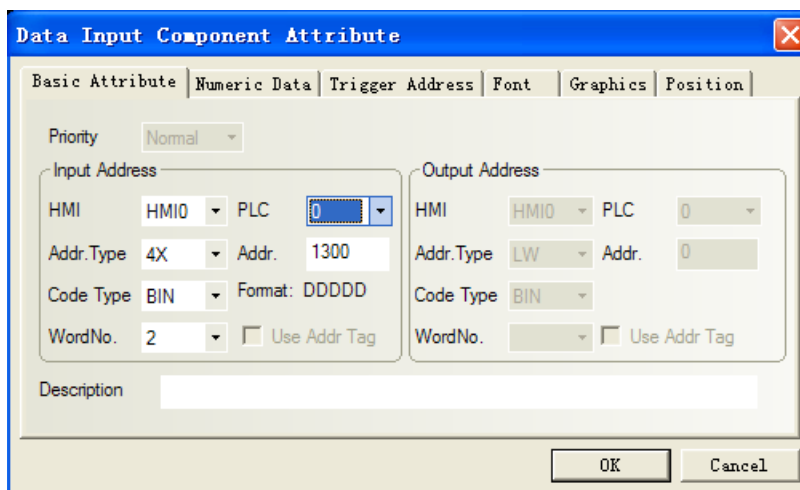 Data Input Component Attribute
Basic Attribute Numeric Data Trigger Address Font Graphics Position
Priority Normal
Input Address Output Address
HMI HMI0 PLC 0 HMI HMI0 PLC 0
Addr.Type 4X Addr. 1300 Addr.Type LW Addr. 0
Code Type BIN Format: DDDDD Code Type BIN
WordNo. 2 Use Addr Tag WordNo. Use Addr Tag
Description
OK Cancel